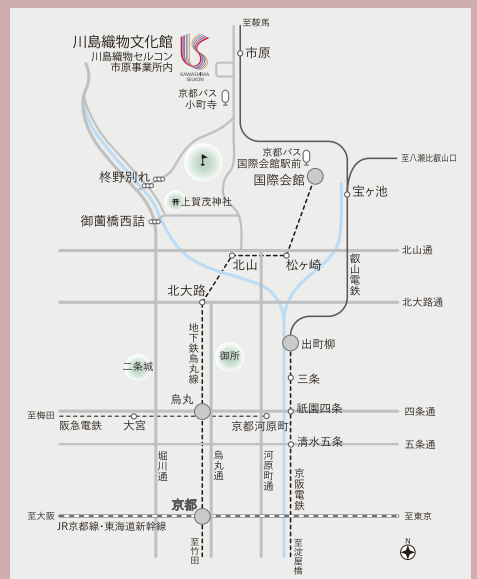 至鞍馬
川島織物文化館
川島織物セルコン
市原事業所内
KAWASHIMA
SELKON
市原
京都バス
小町寺
京都バス
国際会館駅前
国際会館
至八瀬比叡山口
柊野別れ
宝ヶ池
上賀茂神社
御薗橋西詰
北山通
北山
松ヶ崎
叡山電鉄
北大路
北大路通
地下鉄烏丸線
御所
出町柳
二条城
三条
烏丸
祇園四条
四条通
至梅田
阪急電鉄
大宮
京都河原町
清水五条
五条通
堀川通
烏丸通
河原町通
京阪電鉄
京都
至大阪
JR京都線・東海道新幹線
至東京
至竹田
至淀屋橋
N